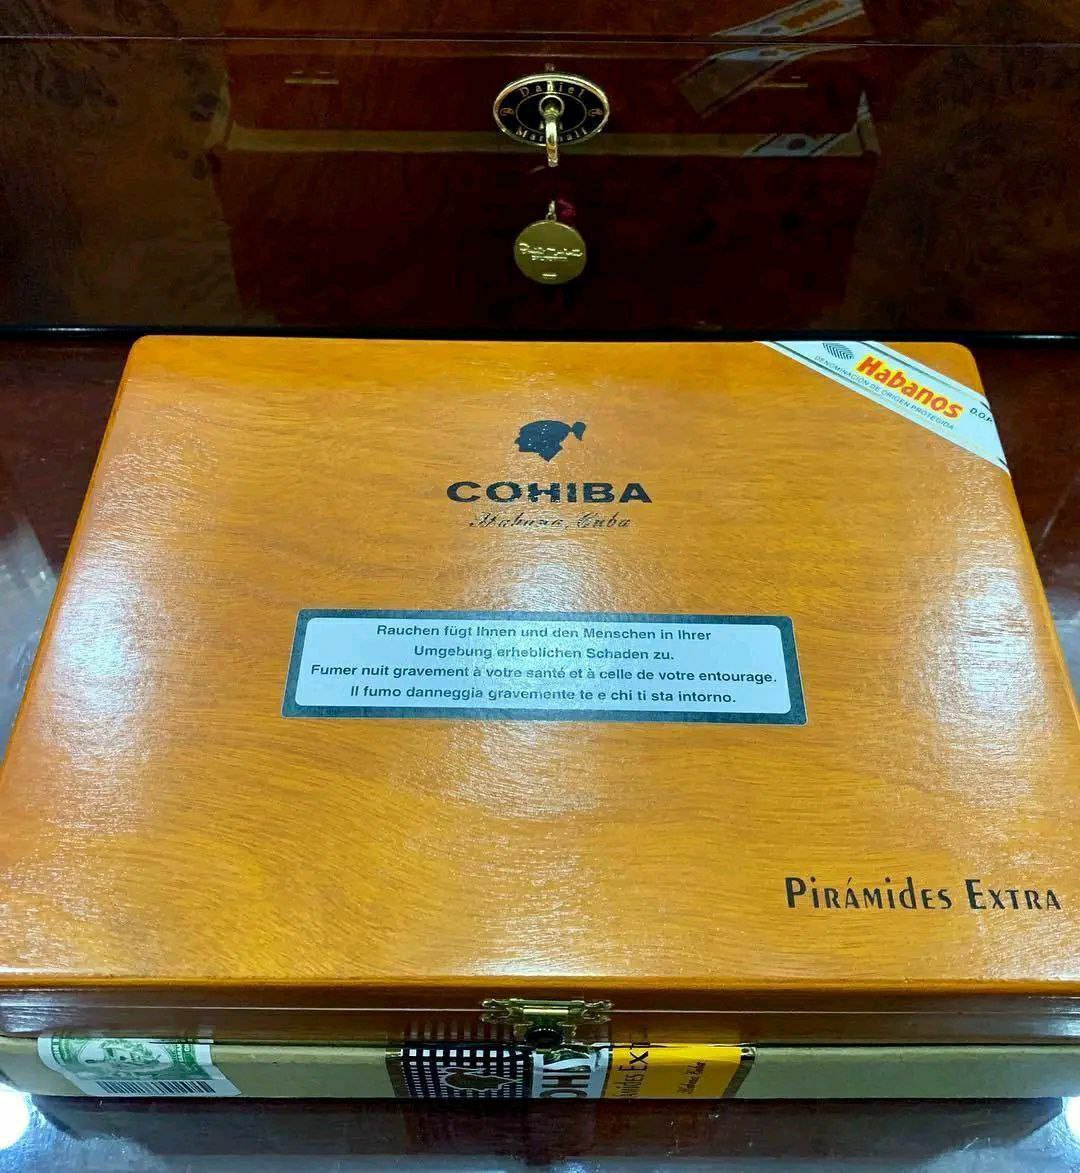 Daniel
Marshall
Habanos
DENOMINACIÓN DE ORIGEN PROTEGIDA
D.O.P.
COHIBA
Habana, Cuba
Rauchen fügt Ihnen und den Menschen in Ihrer
Umgebung erheblichen Schaden zu.
Fumer nuit gravement à votre santé et à celle de votre entourage.
Il fumo danneggia gravemente te e chi ti sta intorno.
PIRÁMIDES EXTRA